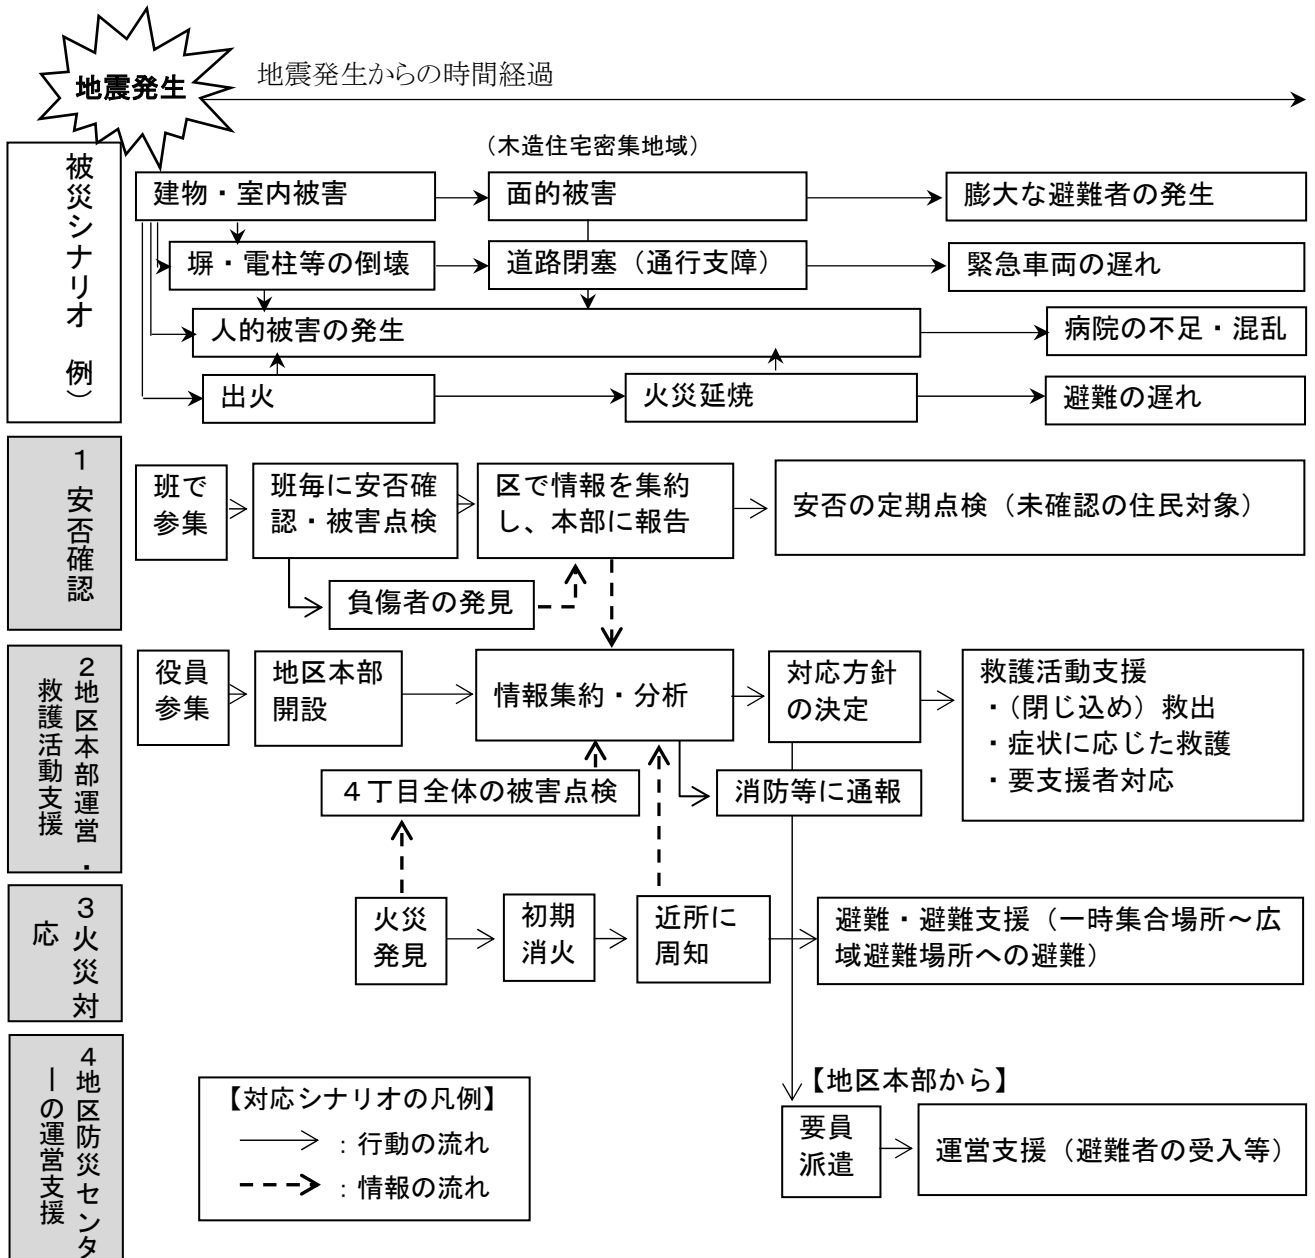 地震発生
地震発生からの時間経過
(木造住宅密集地域)
被災シナリオ 例）
建物・室内被害
面的被害
膨大な避難者の発生
塀・電柱等の倒壊
道路閉塞（通行支障）
緊急車両の遅れ
人的被害の発生
病院の不足・混乱
出火
火災延焼
避難の遅れ
１安否確認
班で
参集
班毎に安否確
認・被害点検
区で情報を集約
し、本部に報告
安否の定期点検（未確認の住民対象）
負傷者の発見
２地区本部運営・
救護活動支援
役員
参集
地区本部
開設
情報集約・分析
対応方針
の決定
救護活動支援
・（閉じ込め）救出
・症状に応じた救護
・要支援者対応
４丁目全体の被害点検
消防等に通報
３火災対
応
火災
発見
初期
消火
近所に
周知
避難・避難支援（一時集合場所～広
域避難場所への避難）
４地区防災センタ
ーの運営支援
【対応シナリオの凡例】
：行動の流れ
：情報の流れ
【地区本部から】
要員
派遣
運営支援（避難者の受入等）